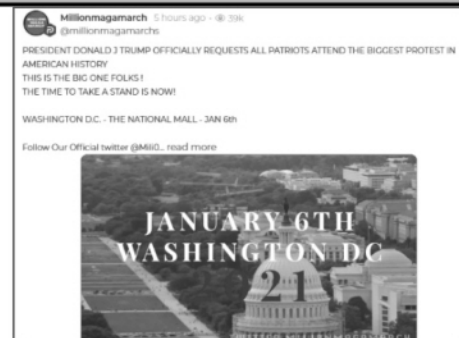 Millionmagamarch 5 hours ago - 39k
@millionmagamarchs
PRESIDENT DONALD J TRUMP OFFICIALLY REQUESTS ALL PATRIOTS ATTEND THE BIGGEST PROTEST IN
AMERICAN HISTORY
THIS IS THE BIG ONE FOLKS!
THE TIME TO TAKE A STAND IS NOW!
WASHINGTON D.C. - THE NATIONAL MALL - JAN 6th
Follow Our Official twitter @Mili0... read more
JANUARY 6TH
WASHINGTON DC
21